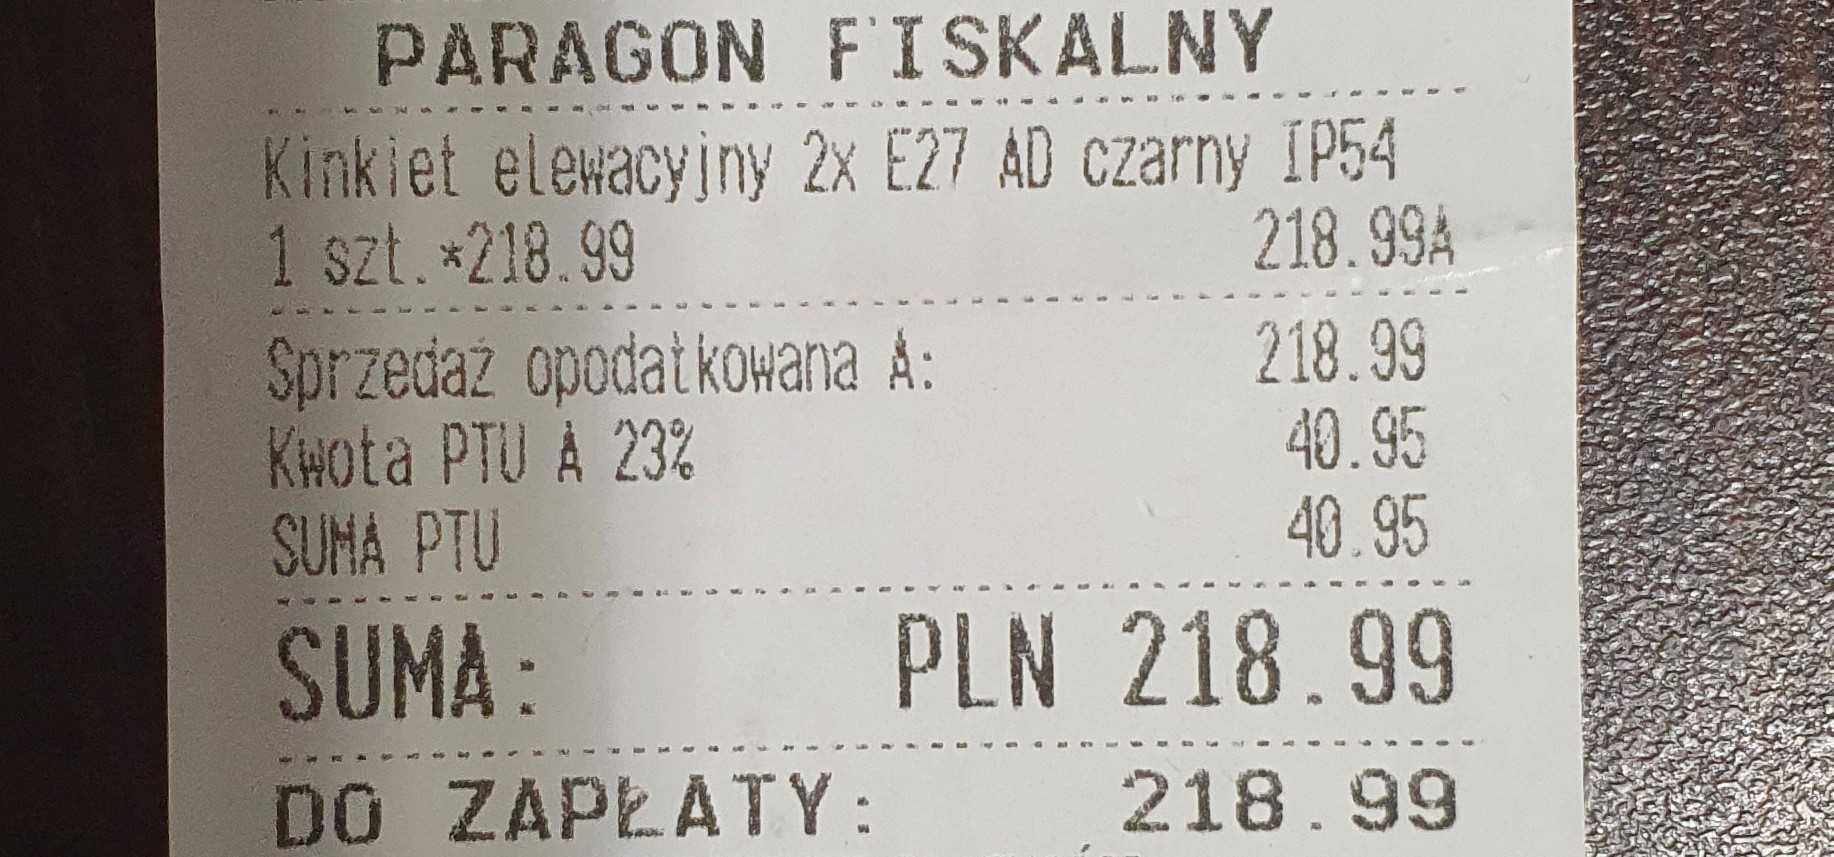 PARAGON FISKALNY
Kinkiet elewacyjny 2x E27 AD czarny IP54
1 szt.*218.99 218.99A
Sprzedaż opodatkowana A: 218.99
Kwota PTU A 23% 40.95
SUMA PTU 40.95
SUMA: PLN 218.99
DO ZAPŁATY: 218.99